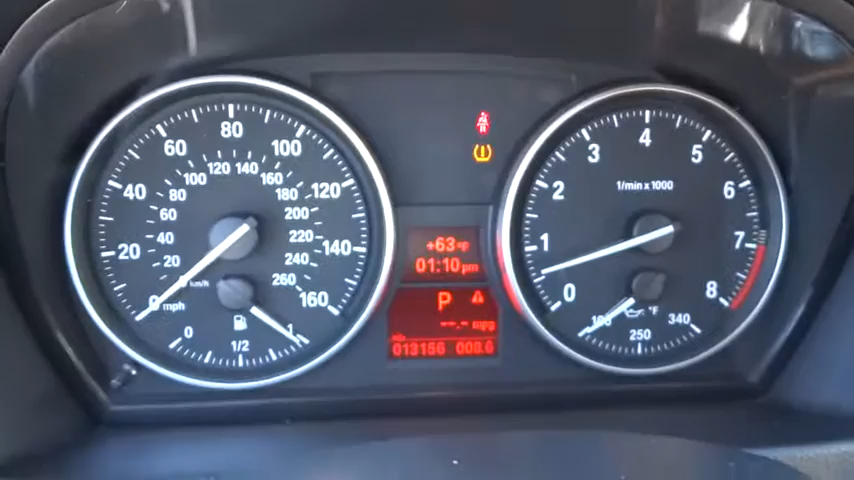 80
60 100
120 140
100 160
40 80 180 120
60 200
20 40 220 140
20 240
km/h 260
0 mph 160
0 1/2 1
+63°F
01:10pm
P
--.- mpg
013156 008.6
4
3 5
1/min x 1000
2 6
1 7
0 8
°F
250 340